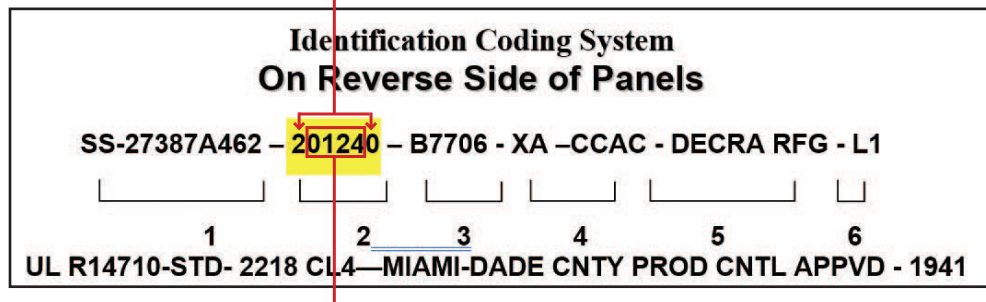 Identification Coding System
On Reverse Side of Panels
SS-27387A462 – 201240 – B7706 - XA –CCAC - DECRA RFG - L1
1 2 3 4 5 6
UL R14710-STD- 2218 CL4—MIAMI-DADE CNTY PROD CNTL APPVD - 1941